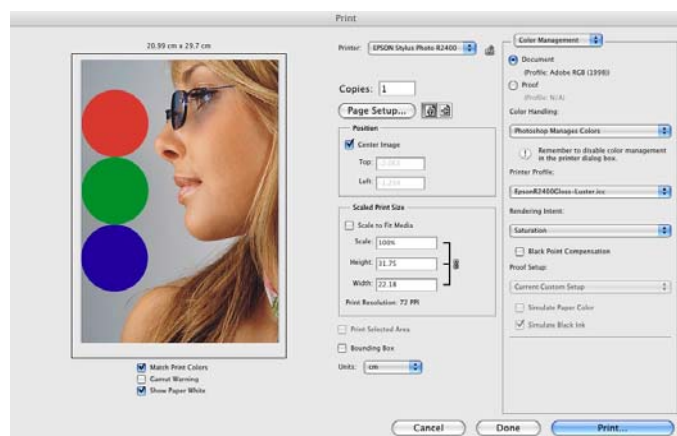 Print
20.99 cm x 29.7 cm
Match Print Colors
Gamut Warning
Show Paper White
Printer: EPSON Stylus Photo R2400
Copies: 1
Page Setup...
Position
Center Image
Top:
Left:
Scaled Print Size
Scale to Fit Media
Scale: 100%
Height: 31.75
Width: 22.18
Print Resolution: 72 PPI
Print Selected Area
Bounding Box
Units: cm
Color Management
Document
(Profile: Adobe RGB (1998))
Proof
(Profile: N/A)
Color Handling:
Photoshop Manages Colors
Remember to disable color management
in the printer dialog box.
Printer Profile:
EpsonR2400Gloss-Luster.icc
Rendering Intent:
Saturation
Black Point Compensation
Proof Setup:
Current Custom Setup
Simulate Paper Color
Simulate Black Ink
Cancel
Done
Print...